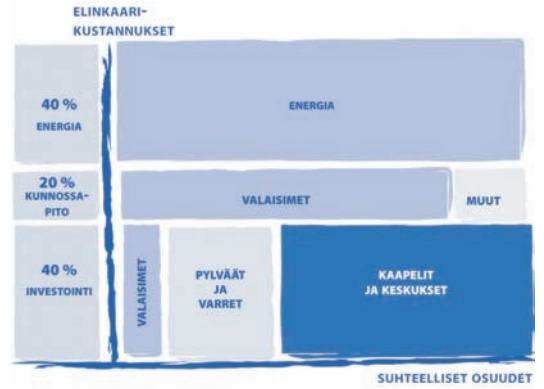 ELINKAARI-
KUSTANNUKSET
40 %
ENERGIA
ENERGIA
20 %
KUNNOSSA-
PITO
VALAISIMET
MUUT
40 %
INVESTOINTI
VALAISIMET
PYLVÄÄT
JA
VARRET
KAAPELIT
JA KESKUKSET
SUHTEELLISET OSUUDET